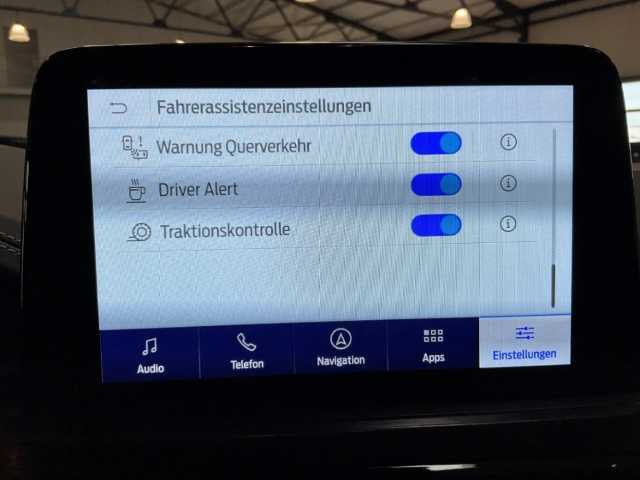 Fahrerassistenzeinstellungen
Warnung Querverkehr
Driver Alert
Traktionskontrolle
Audio
Telefon
Navigation
Apps
Einstellungen